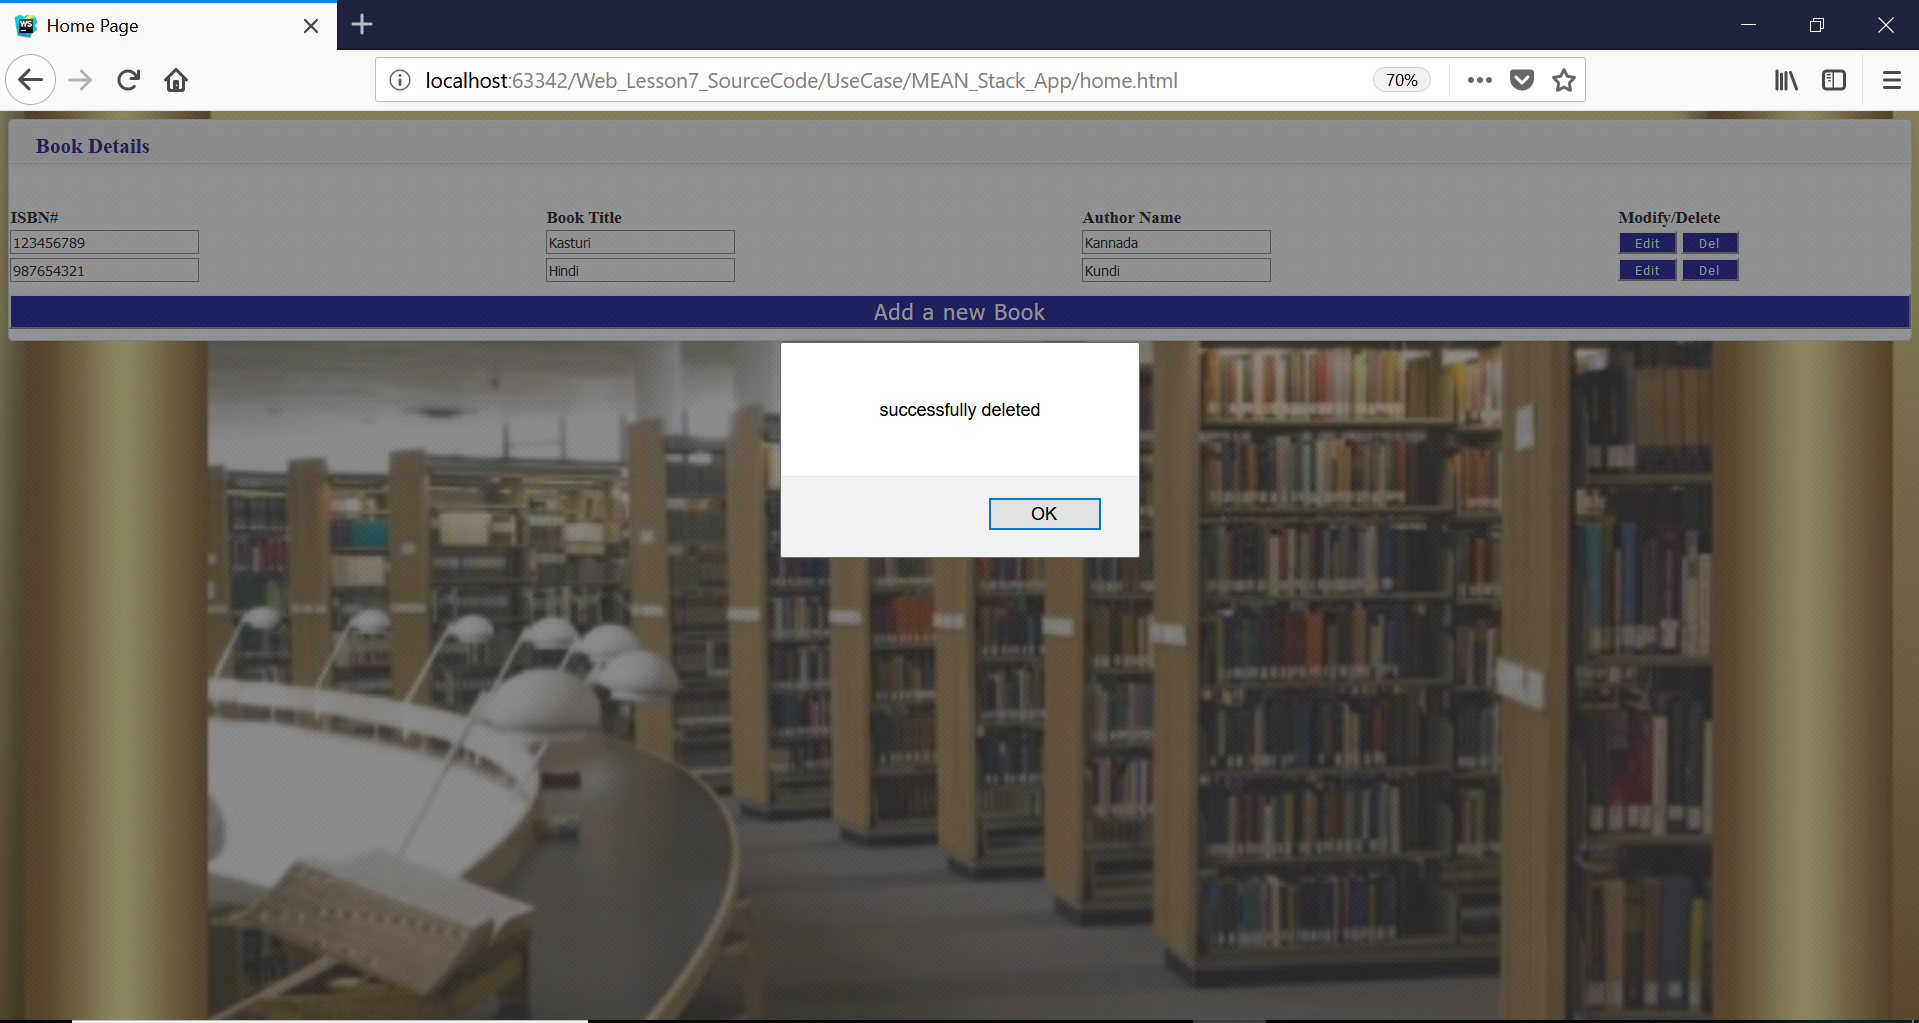 Home Page
localhost:63342/Web_Lesson7_SourceCode/UseCase/MEAN_Stack_App/home.html 70%
Book Details
ISBN# Book Title Author Name Modify/Delete
123456789 Kasturi Kannada Edit Del
987654321 Hindi Kundi Edit Del
Add a new Book
successfully deleted
OK